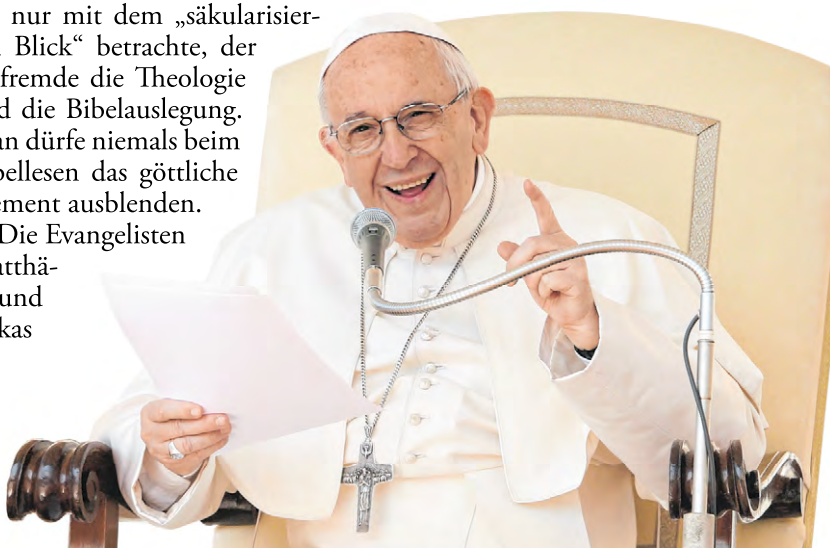 nur mit dem „säkularisier-
Blick“ betrachte, der
fremde die Theologie
d die Bibelauslegung.
an dürfe niemals beim
bellesen das göttliche
ement ausblenden.
Die Evangelisten
atthä-
und
kas